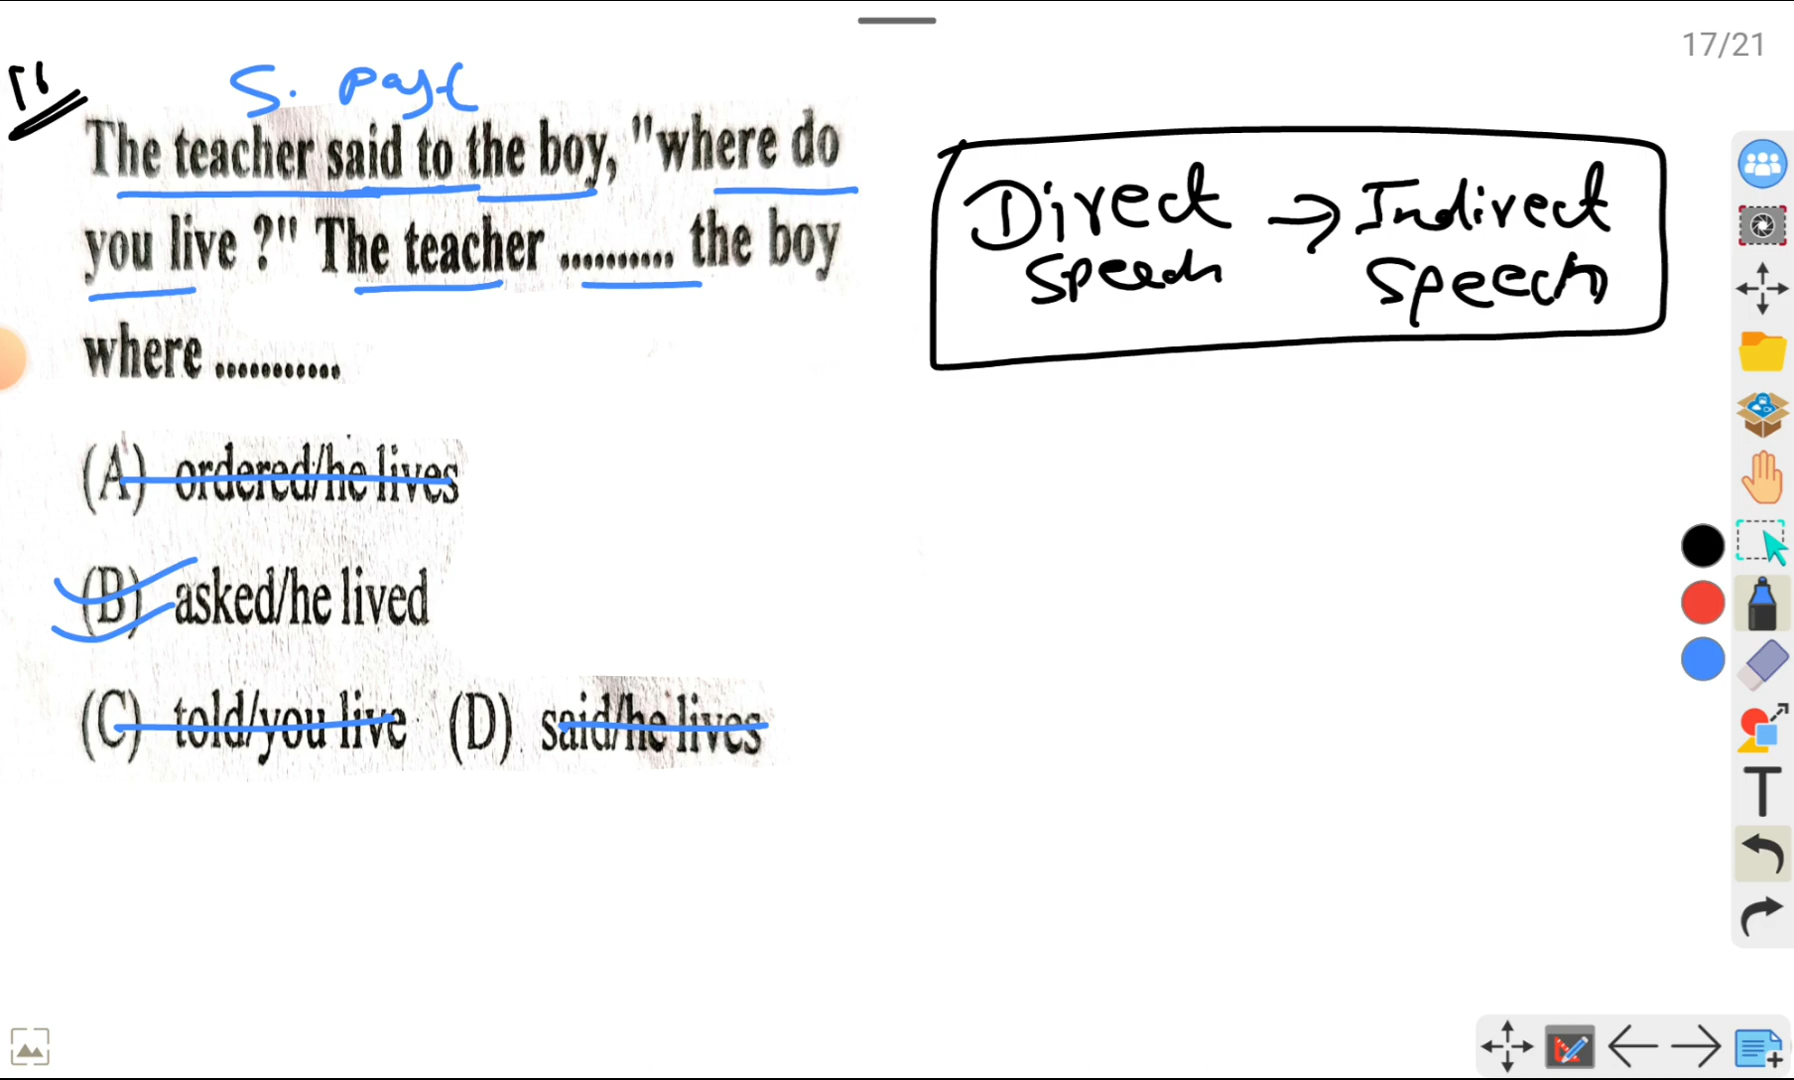 17/21
S. Past
The teacher said to the boy, "where do
you live ?" The teacher .......... the boy
where ...........
(A) ordered/he lives
(B) asked/he lived
(C) told/you live (D) said/he lives
Direct → Indirect
Speech Speech